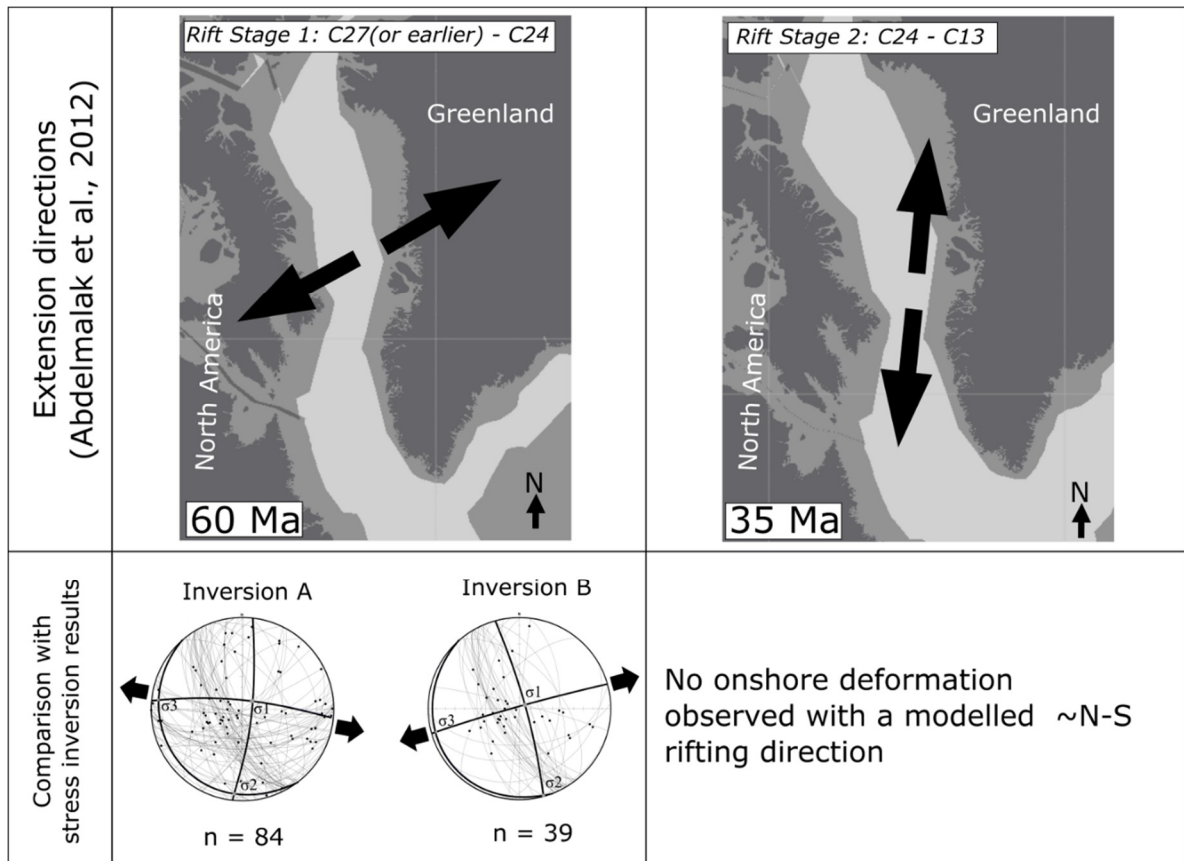 Extension directions
(Abdelmalak et al., 2012)
Rift Stage 1: C27(or earlier) - C24
Greenland
North America
N
60 Ma
Rift Stage 2: C24 - C13
Greenland
North America
N
35 Ma
Comparison with
stress inversion results
Inversion A
σ3
σ1
σ2
n = 84
Inversion B
σ1
σ3
σ2
n = 39
No onshore deformation
observed with a modelled ~N-S
rifting direction